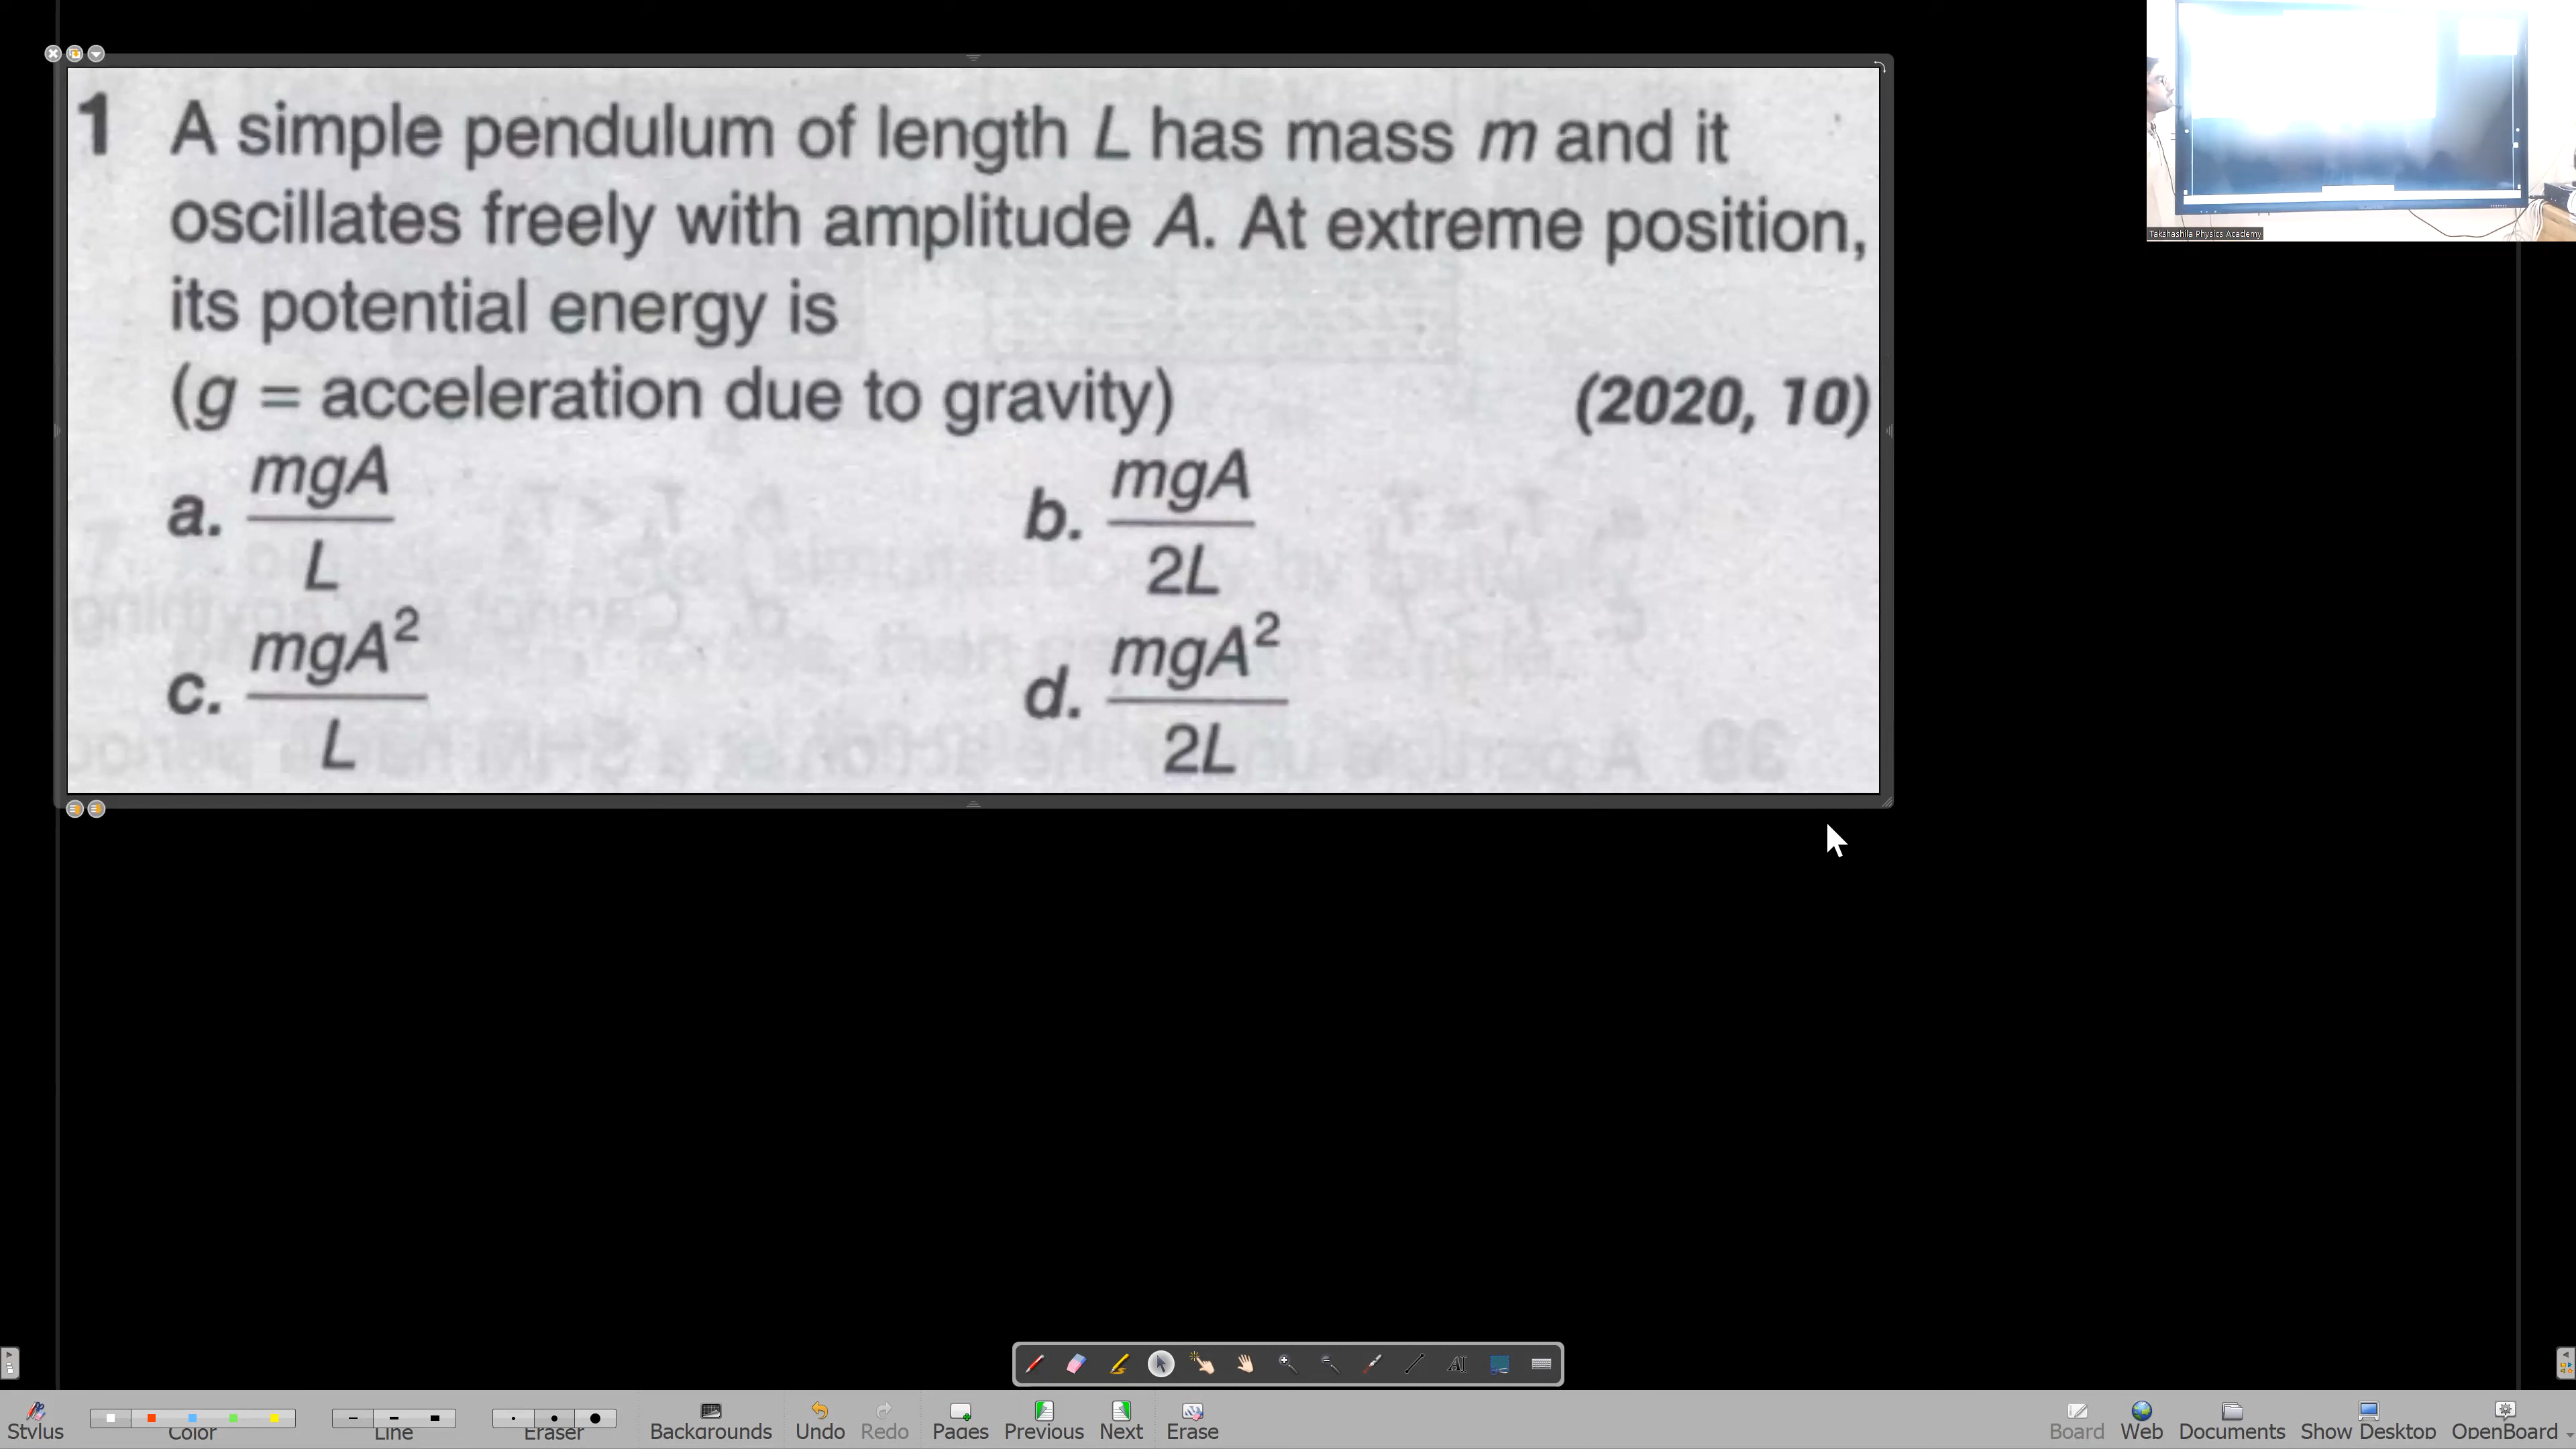 Takshashila Physics Academy
1 A simple pendulum of length L has mass m and it
oscillates freely with amplitude A. At extreme position,
its potential energy is
(g = acceleration due to gravity) (2020, 10)
a. mgA/L b. mgA/2L
c. mgA²/L d. mgA²/2L
Stylus Color Line Eraser Backgrounds Undo Redo Pages Previous Next Erase Board Web Documents Show Desktop OpenBoard